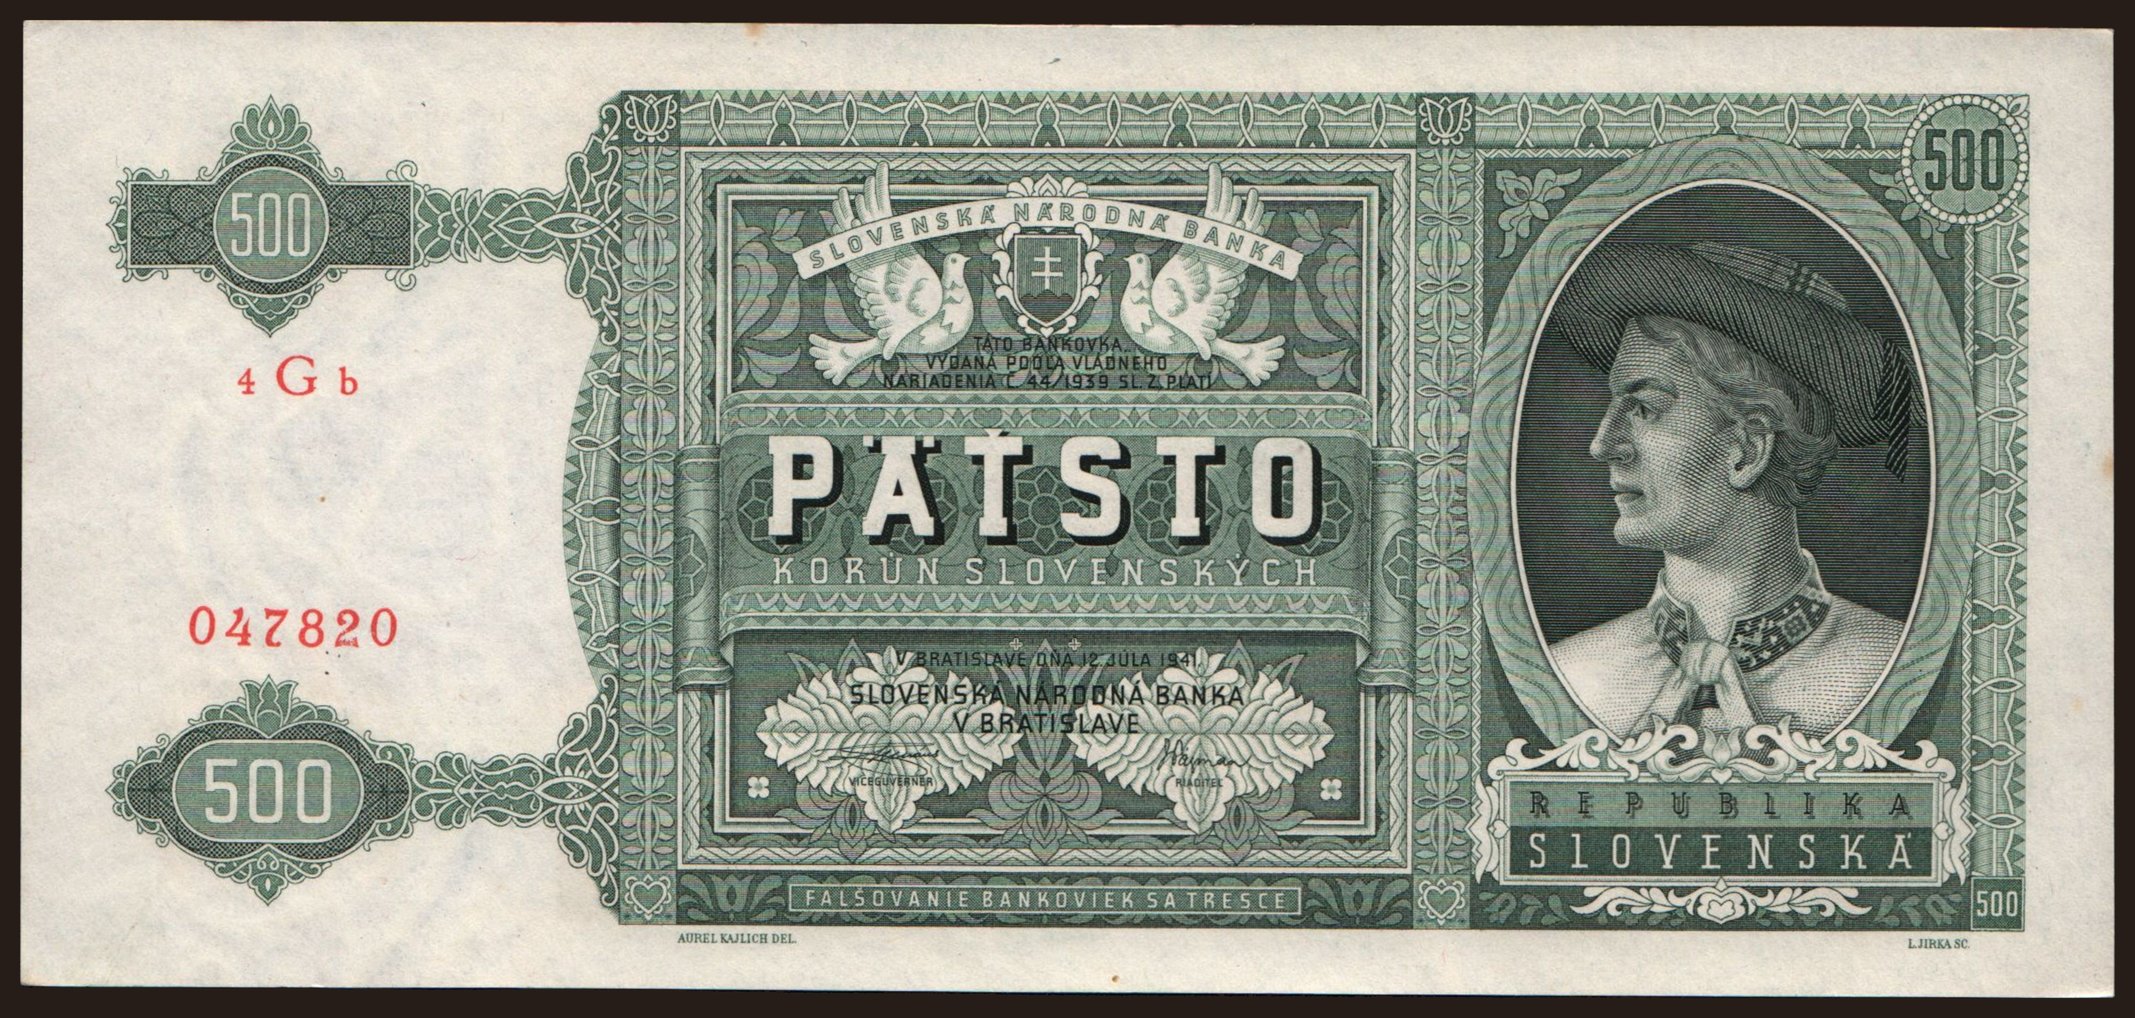 500
4 G b
047820
500
SLOVENSKÁ NÁRODNÁ BANKA
TÁTO BANKOVKA
VYDANÁ PODĽA VLÁDNEHO
NARIADENIA Č. 44/1939 SL. Z. PLATÍ
PÄŤSTO
KORÚN SLOVENSKÝCH
V BRATISLAVE DŇA 12. JÚLA 1941.
SLOVENSKÁ NÁRODNÁ BANKA
V BRATISLAVE
VICEGUVERNÉR
RIADITEĽ
FALŠOVANIE BANKOVIEK SA TRESCE
AUREL KAJLICH DEL.
500
REPUBLIKA
SLOVENSKÁ
500
L. JIRKA SC.